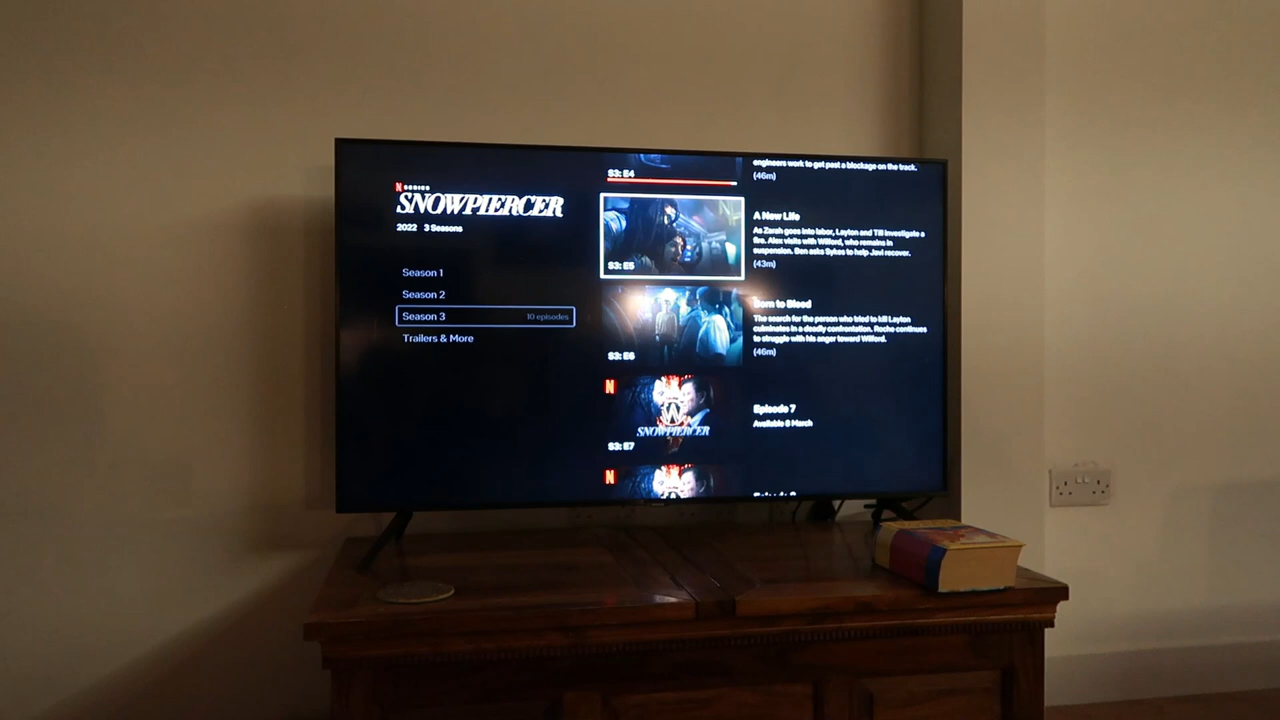 N SERIES
SNOWPIERCER
2022 3 Seasons
Season 1
Season 2
Season 3 10 episodes
Trailers & More
S3: E4
engineers work to get past a blockage on the track.
(46m)
S3: E5
A New Life
As Zarah goes into labor, Layton and Till investigate a
fire. Alex visits with Wilford, who remains in
suspension. Ben asks Sykes to help Javi recover.
(43m)
S3: E6
Born to Bleed
The search for the person who tried to kill Layton
culminates in a deadly confrontation. Roche continues
to struggle with his anger toward Wilford.
(46m)
N
W
SNOWPIERCER
S3: E7
Episode 7
Available 8 March
N